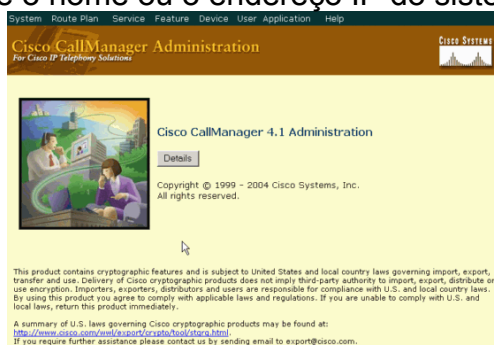 e o nome ou o endereço IP do siste
System Route Plan Service Feature Device User Application Help
Cisco CallManager Administration
For Cisco IP Telephony Solutions
CISCO SYSTEMS
Cisco CallManager 4.1 Administration
Details
Copyright © 1999 - 2004 Cisco Systems, Inc.
All rights reserved.
This product contains cryptographic features and is subject to United States and local country laws governing import, export,
transfer and use. Delivery of Cisco cryptographic products does not imply third-party authority to import, export, distribute or
use encryption. Importers, exporters, distributors and users are responsible for compliance with U.S. and local country laws.
By using this product you agree to comply with applicable laws and regulations. If you are unable to comply with U.S. and
local laws, return this product immediately.
A summary of U.S. laws governing Cisco cryptographic products may be found at:
http://www.cisco.com/wwl/export/crypto/tool/stqrg.html.
If you require further assistance please contact us by sending email to export@cisco.com.